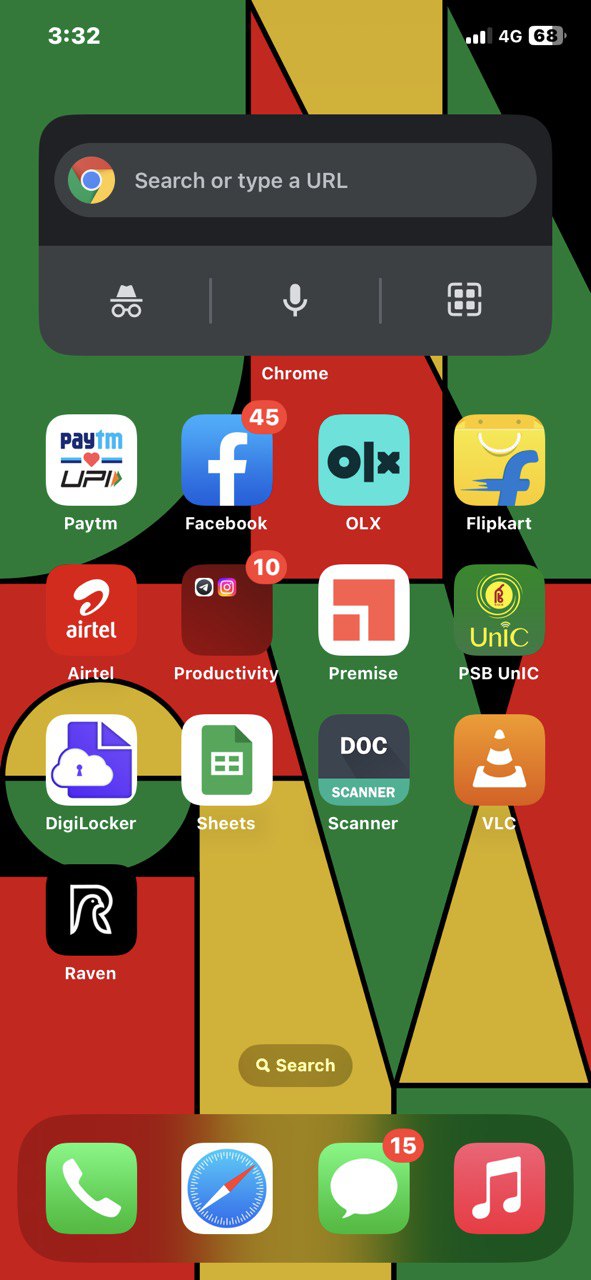 3:32
4G 68
Search or type a URL
Chrome
paytm
UPI
45
olx
Paytm
Facebook
OLX
Flipkart
airtel
10
UnIC
Airtel
Productivity
Premise
PSB UnIC
DOC
SCANNER
DigiLocker
Sheets
Scanner
VLC
Raven
Search
15